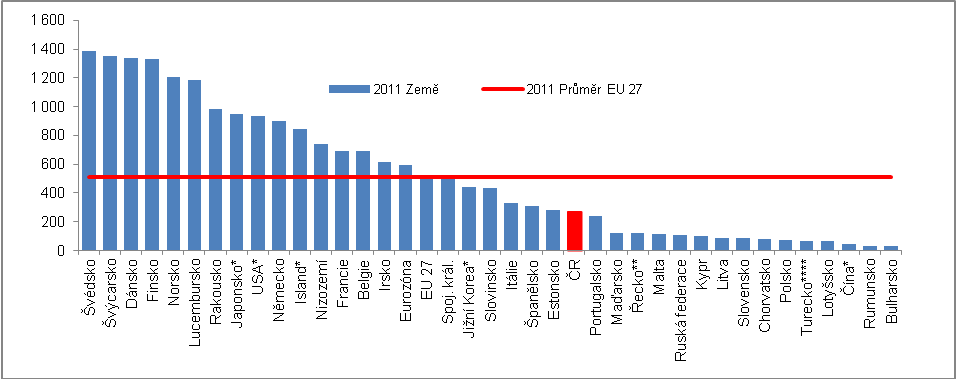 1 600
1 400
1 200
1 000
800
600
400
200
0
2011 Země
2011 Průměr EU 27
Švédsko
Švýcarsko
Dánsko
Finsko
Norsko
Lucembursko
Rakousko
Japonsko*
USA*
Německo
Island*
Nizozemí
Francie
Belgie
Irsko
Eurozóna
EU 27
Spoj. král.
Jižní Korea*
Slovinsko
Itálie
Španělsko
Estonsko
ČR
Portugalsko
Maďarsko
Řecko**
Malta
Ruská federace
Kypr
Litva
Slovensko
Chorvatsko
Polsko
Turecko****
Lotyšsko
Čína*
Rumunsko
Bulharsko